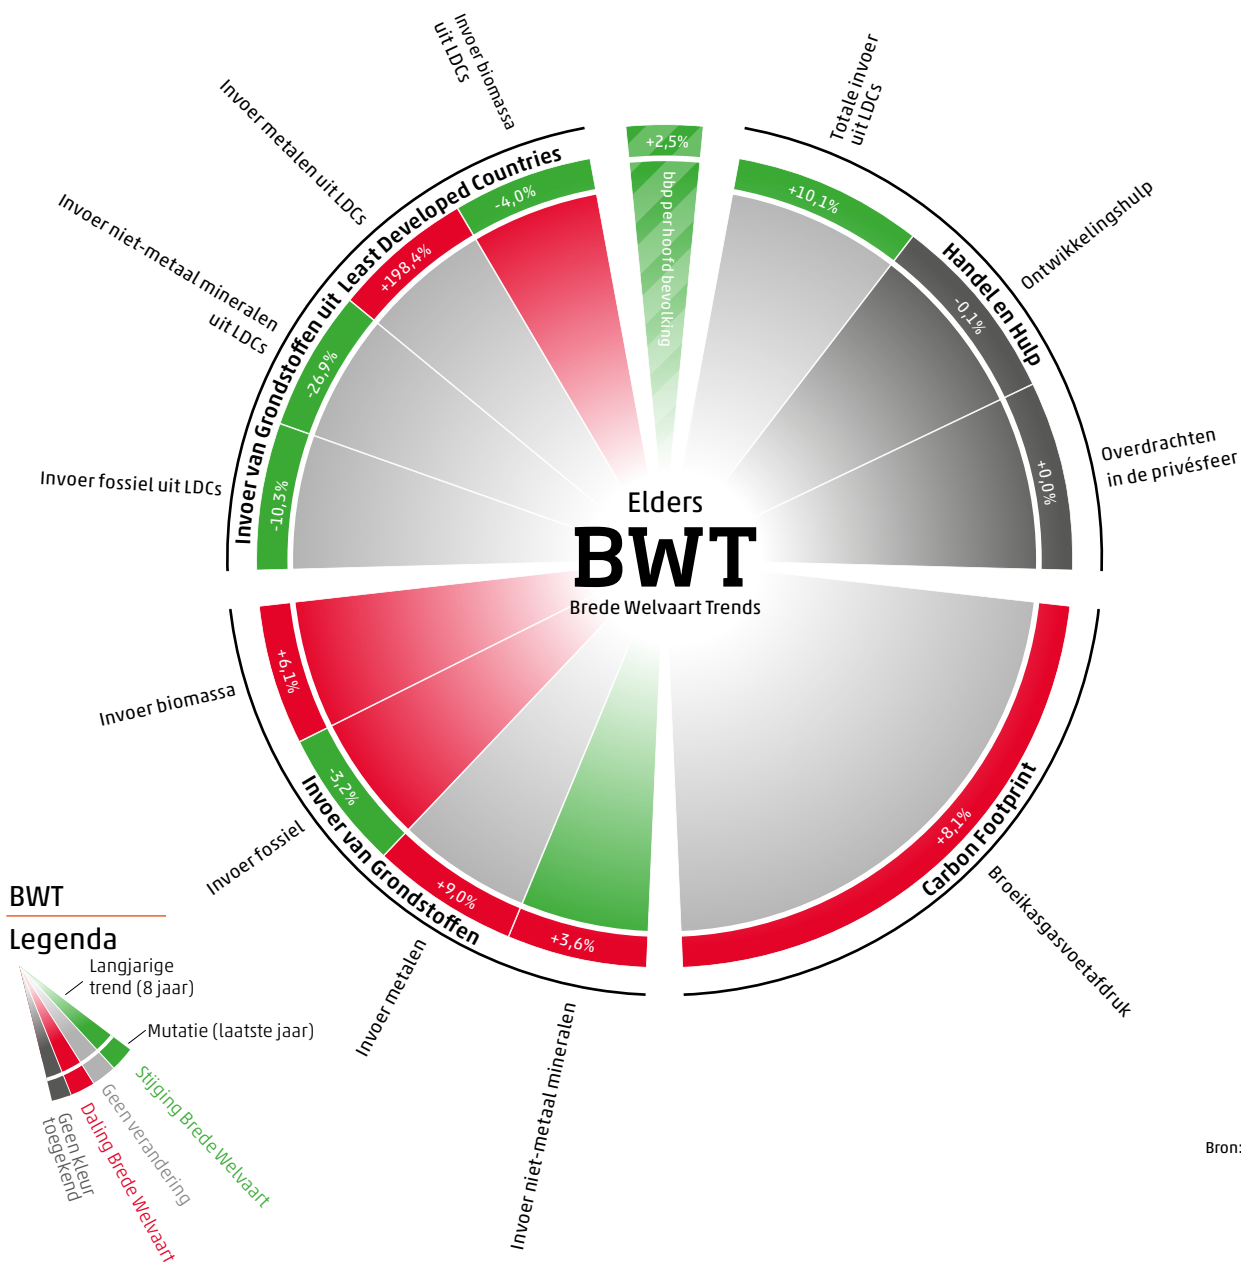 Elders
BWT
Brede Welvaart Trends
+2,5%
bbp per hoofd bevolking
Totale invoer
uit LDCs
+10,1%
Handel en Hulp
Ontwikkelingshulp
-0,1%
Overdrachten
in de privésfeer
+0,0%
Carbon Footprint
+8,1%
Broeikasgasvoetafdruk
Invoer van Grondstoffen
+3,6%
Invoer niet-metaal mineralen
+9,0%
Invoer metalen
-3,2%
Invoer fossiel
+6,1%
Invoer biomassa
Invoer van Grondstoffen uit Least Developed Countries
-10,3%
Invoer fossiel uit LDCs
-26,9%
Invoer niet-metaal mineralen
uit LDCs
+198,4%
Invoer metalen uit LDCs
-4,0%
Invoer biomassa
uit LDCs
BWT
Legenda
Langjarige
trend (8 jaar)
Mutatie (laatste jaar)
Stijging Brede Welvaart
Geen verandering
Daling Brede Welvaart
Geen kleur
toegekend
Bron: